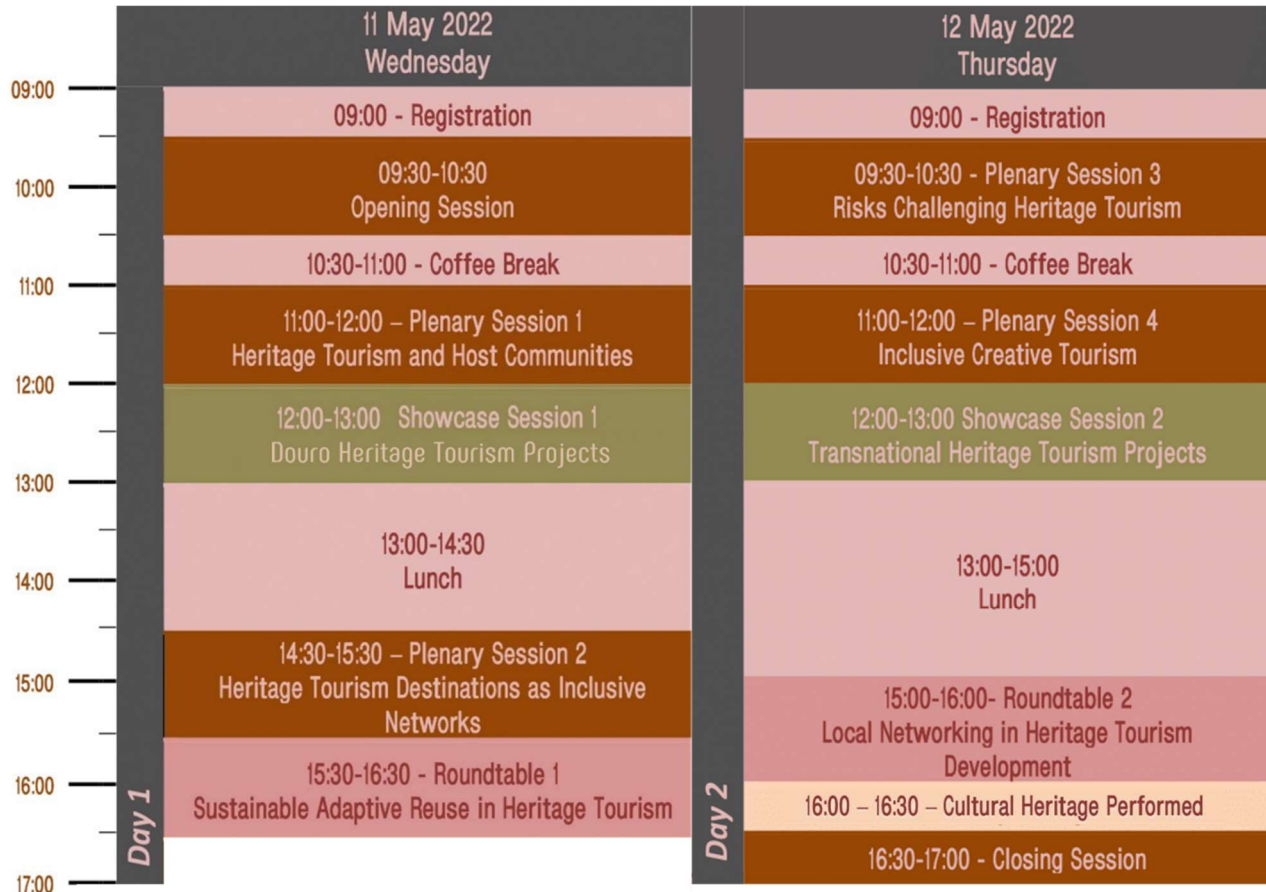 11 May 2022
Wednesday
12 May 2022
Thursday
09:00
10:00
11:00
12:00
13:00
14:00
15:00
16:00
17:00
Day 1
09:00 - Registration
09:30-10:30
Opening Session
10:30-11:00 - Coffee Break
11:00-12:00 – Plenary Session 1
Heritage Tourism and Host Communities
12:00-13:00 Showcase Session 1
Douro Heritage Tourism Projects
13:00-14:30
Lunch
14:30-15:30 – Plenary Session 2
Heritage Tourism Destinations as Inclusive
Networks
15:30-16:30 - Roundtable 1
Sustainable Adaptive Reuse in Heritage Tourism
Day 2
09:00 - Registration
09:30-10:30 - Plenary Session 3
Risks Challenging Heritage Tourism
10:30-11:00 - Coffee Break
11:00-12:00 – Plenary Session 4
Inclusive Creative Tourism
12:00-13:00 Showcase Session 2
Transnational Heritage Tourism Projects
13:00-15:00
Lunch
15:00-16:00- Roundtable 2
Local Networking in Heritage Tourism
Development
16:00 – 16:30 – Cultural Heritage Performed
16:30-17:00 - Closing Session